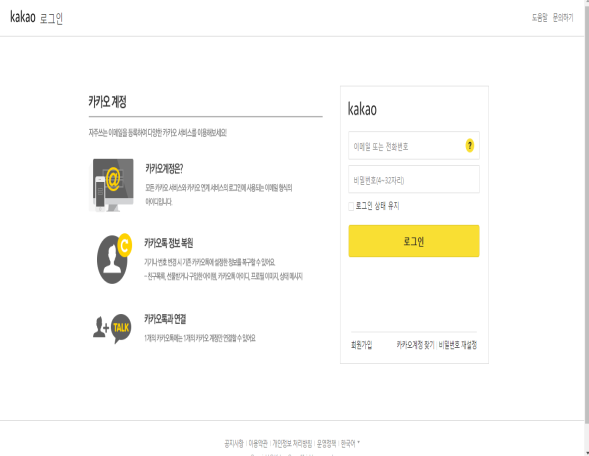 kakao 로그인
도움말 문의하기
카카오 계정
자주쓰는 이메일을 등록하여 다양한 카카오 서비스를 이용해보세요!
카카오계정은?
모든 카카오 서비스와 카카오 연계 서비스의 로그인에 사용되는 이메일 형식의
아이디입니다.
카카오톡 정보 복원
기기나 번호 변경 시 기존 카카오톡에 설정한 정보를 복구할 수 있어요.
- 친구목록, 선물받거나 구입한 아이템, 카카오톡 아이디, 프로필 이미지, 상태 메시지
TALK
카카오톡과 연결
1개의 카카오톡에는 1개의 카카오 계정만 연결할 수 있어요.
kakao
이메일 또는 전화번호 ?
비밀번호(4~32자리)
로그인 상태 유지
로그인
회원가입 카카오계정 찾기 | 비밀번호 재설정
공지사항 | 이용약관 | 개인정보 처리방침 | 운영정책 | 한국어